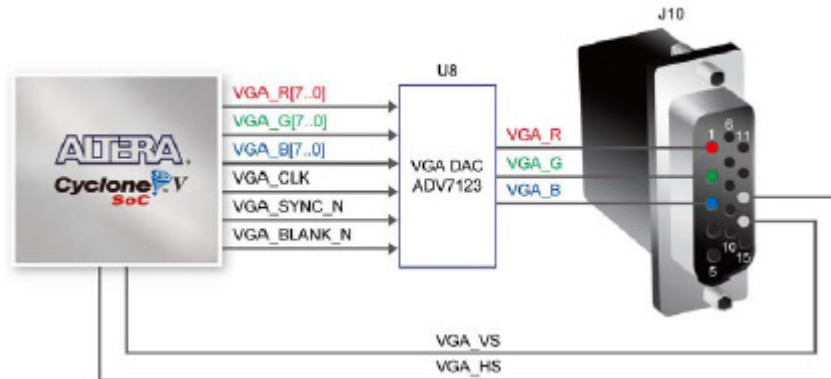 J10
U8
VGA_R[7..0]
VGA_G[7..0]
VGA_B[7..0]
VGA_CLK
VGA_SYNC_N
VGA_BLANK_N
ALTERA®
Cyclone V
SoC
VGA DAC
ADV7123
VGA_R
VGA_G
VGA_B
1
6
11
5
10
15
VGA_VS
VGA_HS